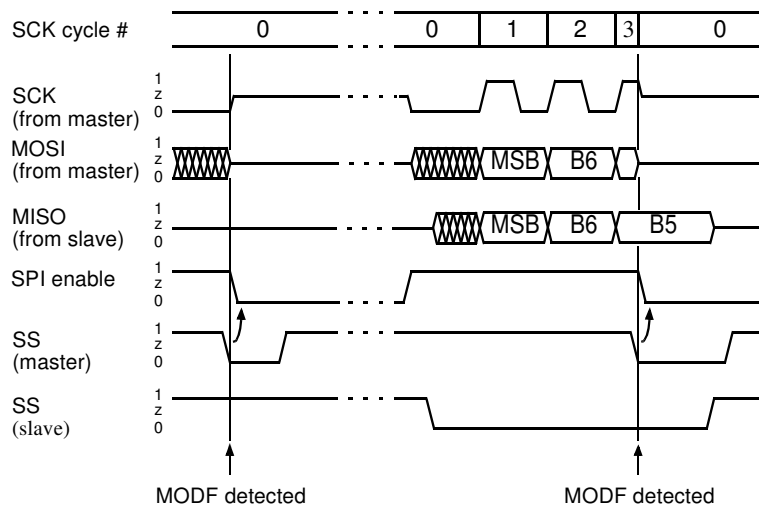 SCK cycle # 0 0 1 2 3 0
SCK
(from master)
1
z
0
MOSI
(from master)
1
z
0
MSB B6
MISO
(from slave)
1
z
0
MSB B6 B5
SPI enable
1
z
0
SS
(master)
1
z
0
SS
(slave)
1
z
0
MODF detected MODF detected